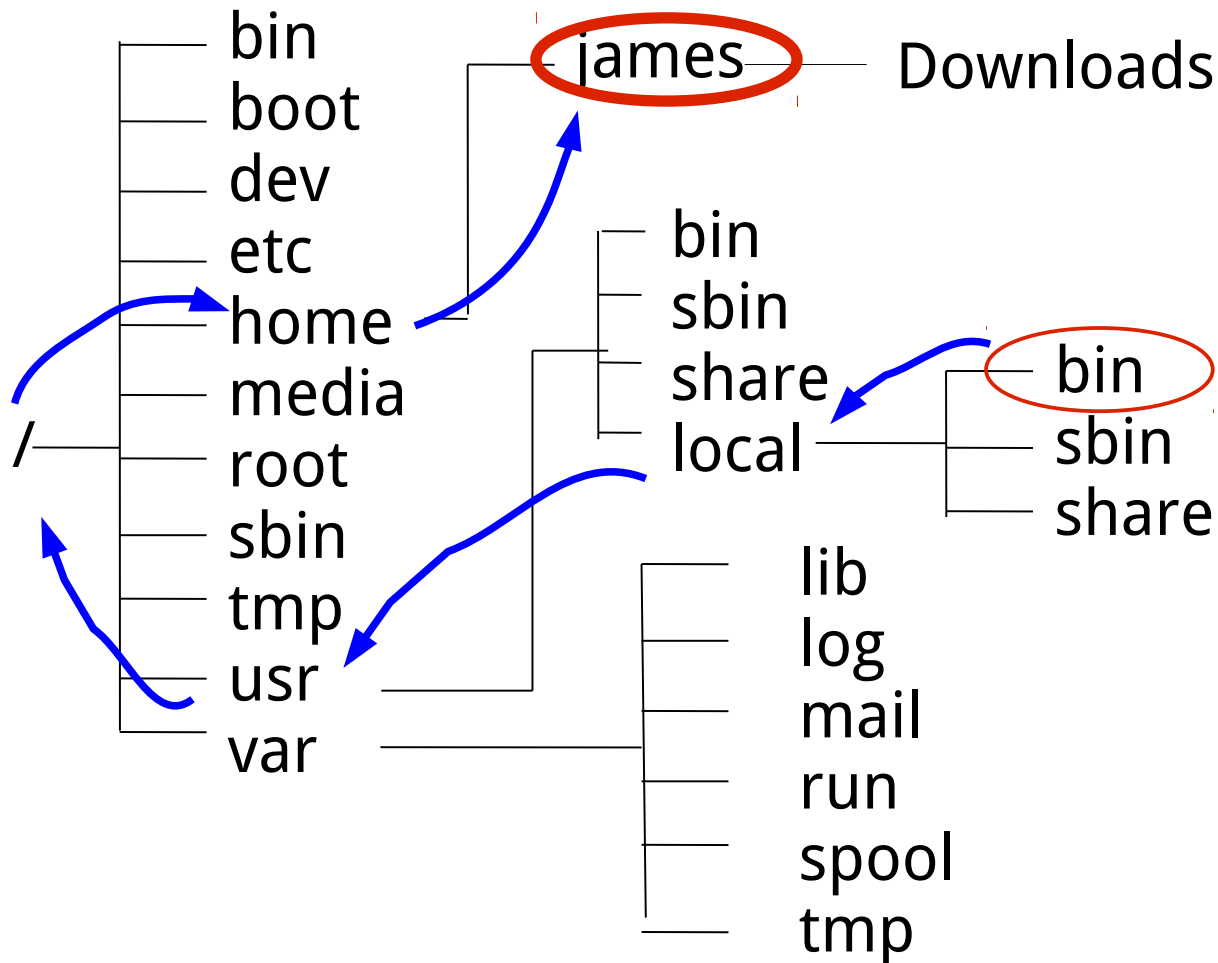 /
bin
boot
dev
etc
home
media
root
sbin
tmp
usr
var
james
Downloads
bin
sbin
share
local
bin
sbin
share
lib
log
mail
run
spool
tmp